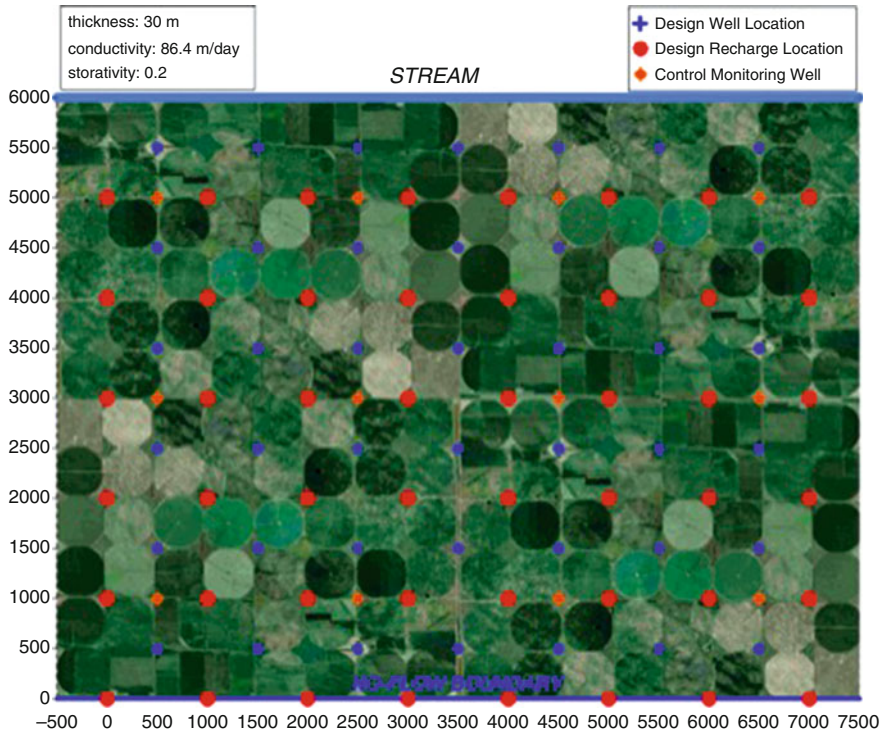 thickness: 30 m
conductivity: 86.4 m/day
storativity: 0.2
Design Well Location
Design Recharge Location
Control Monitoring Well
STREAM
6000
5500
5000
4500
4000
3500
3000
2500
2000
1500
1000
500
0
NO-FLOW BOUNDARY
−500 0 500 1000 1500 2000 2500 3000 3500 4000 4500 5000 5500 6000 6500 7000 7500